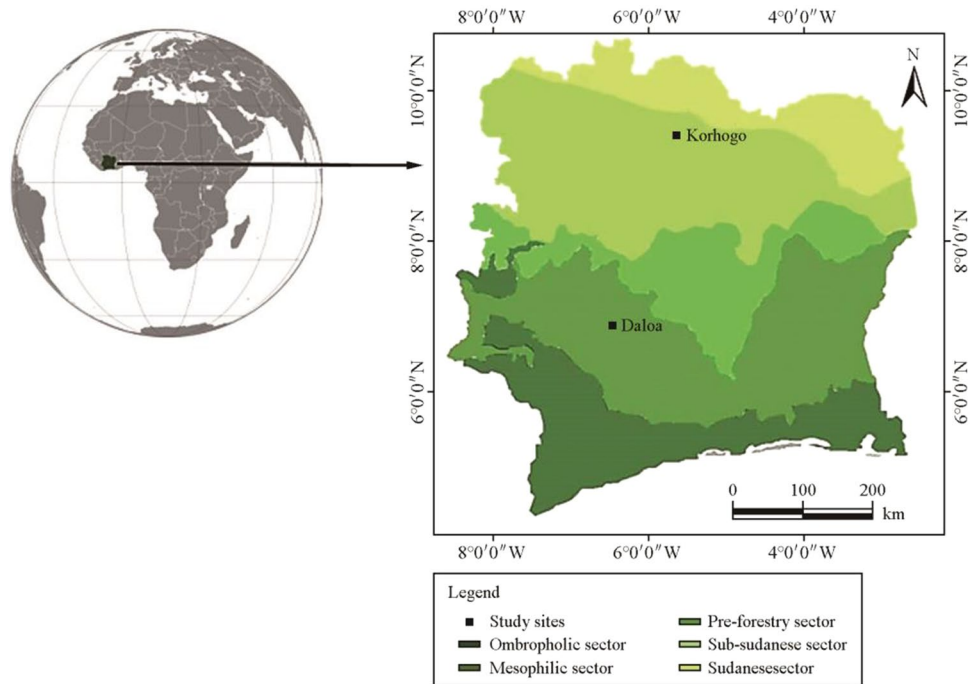 8°0′0″W 6°0′0″W 4°0′0″W
N
10°0′0″N 10°0′0″N
Korhogo
8°0′0″N 8°0′0″N
Daloa
6°0′0″N 6°0′0″N
0 100 200
km
8°0′0″W 6°0′0″W 4°0′0″W
Legend
Study sites
Ombropholic sector
Mesophilic sector
Pre-forestry sector
Sub-sudanese sector
Sudanesesector